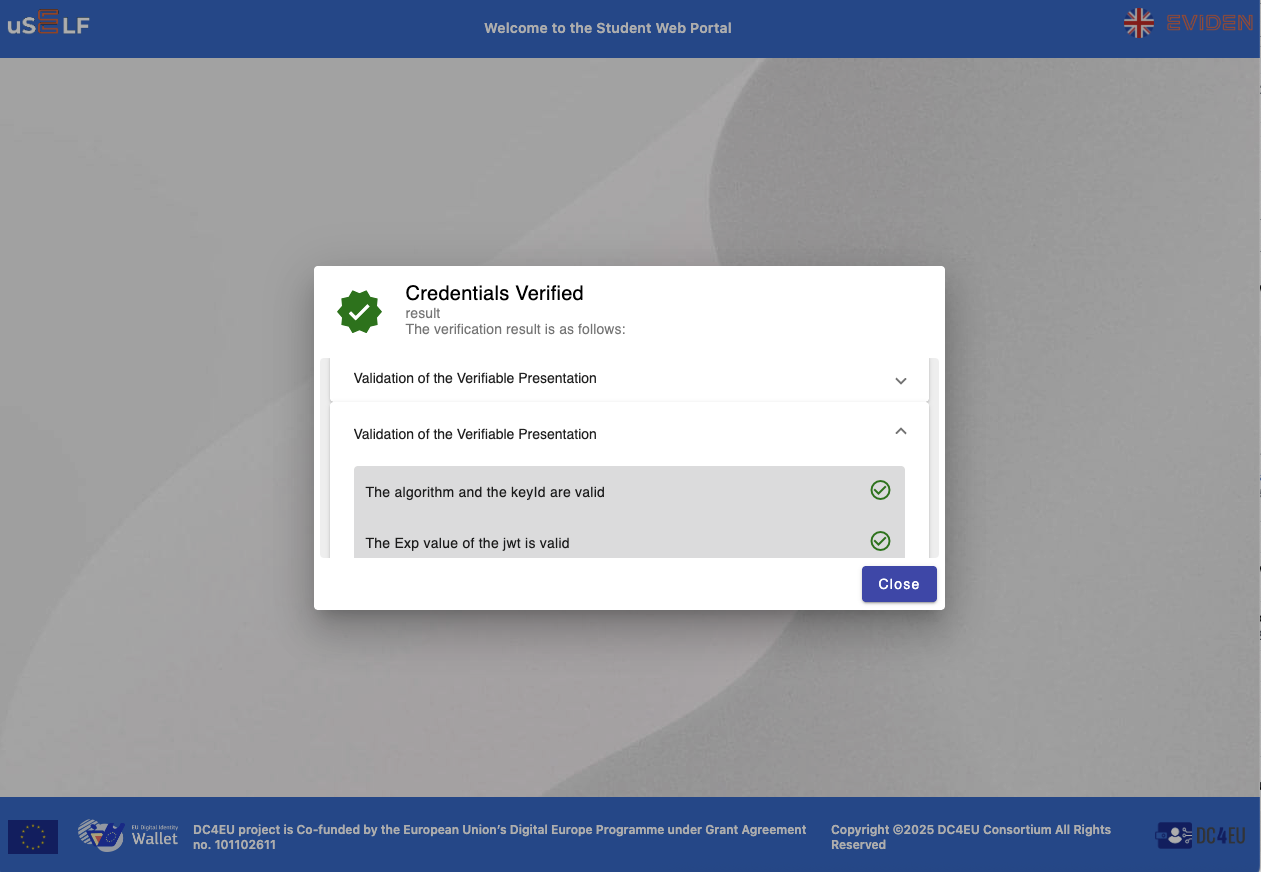 uSELF
Welcome to the Student Web Portal
EVIDEN
Credentials Verified
result
The verification result is as follows:
Validation of the Verifiable Presentation
Validation of the Verifiable Presentation
The algorithm and the keyId are valid
The Exp value of the jwt is valid
Close
EU Digital Identity
Wallet
DC4EU project is Co-funded by the European Union’s Digital Europe Programme under Grant Agreement
no. 101102611
Copyright ©2025 DC4EU Consortium All Rights
Reserved
DC4EU